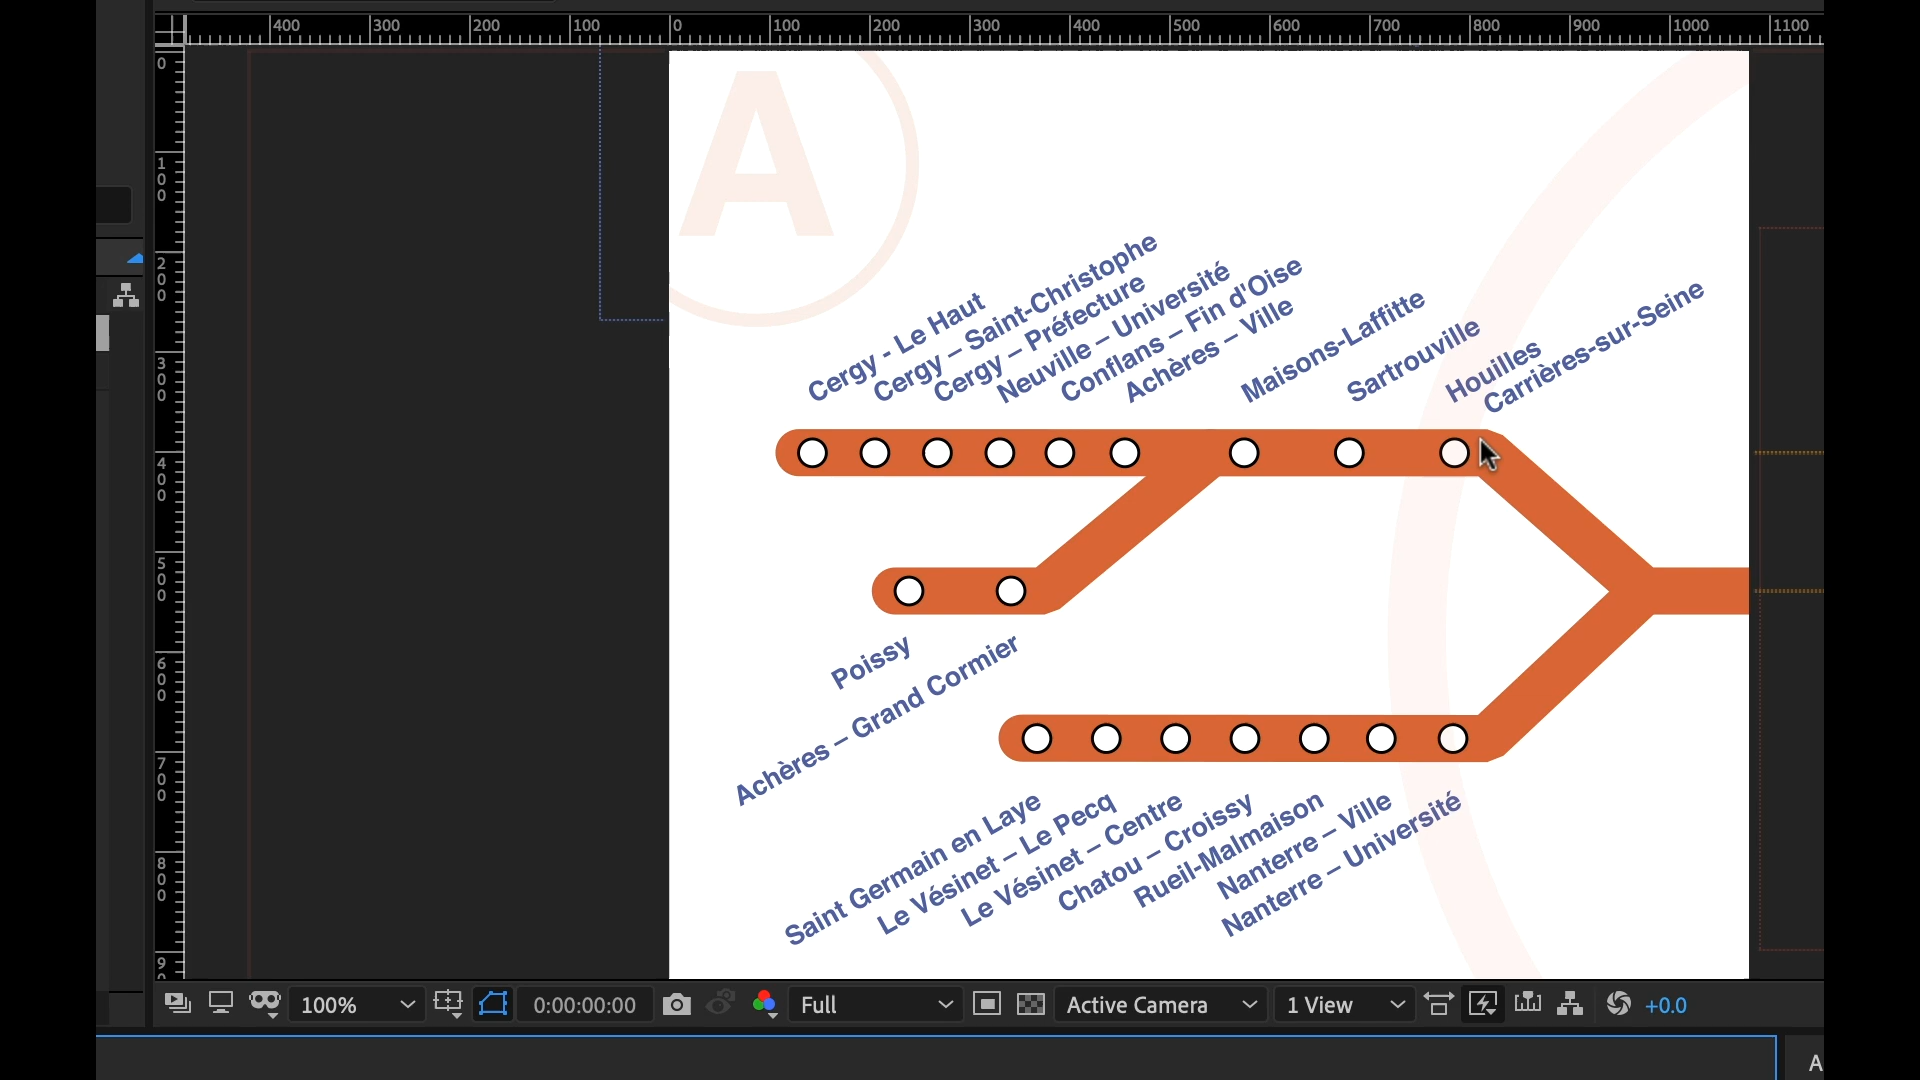 400 300 200 100 0 100 200 300 400 500 600 700 800 900 1000 1100
0
100
200
300
400
500
600
700
800
90
A
Cergy - Le Haut
Cergy – Saint-Christophe
Cergy – Préfecture
Neuville – Université
Conflans – Fin d'Oise
Achères – Ville
Maisons-Laffitte
Sartrouville
Houilles
Carrières-sur-Seine
Poissy
Achères – Grand Cormier
Saint Germain en Laye
Le Vésinet – Le Pecq
Le Vésinet – Centre
Chatou – Croissy
Rueil-Malmaison
Nanterre – Ville
Nanterre – Université
100% 0:00:00:00 Full Active Camera 1 View +0.0
A